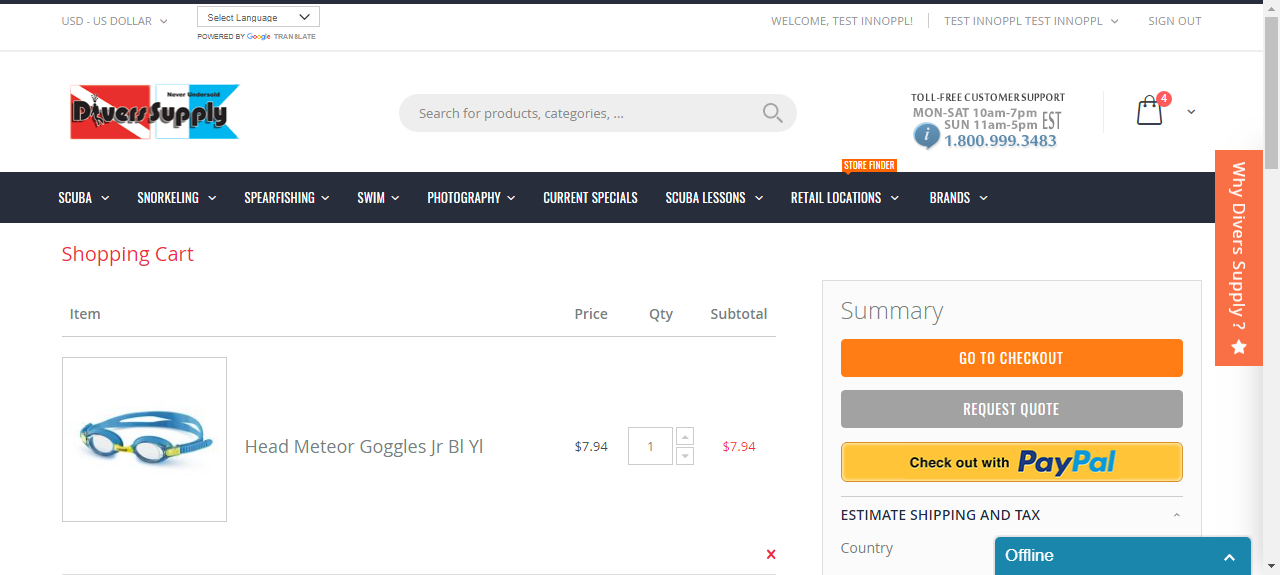 USD - US DOLLAR
Select Language
POWERED BY Google TRANSLATE
WELCOME, TEST INNOPPL!
TEST INNOPPL TEST INNOPPL
SIGN OUT
Never Undersold
Divers Supply
Search for products, categories, ...
TOLL-FREE CUSTOMER SUPPORT
MON-SAT 10am-7pm
SUN 11am-5pm EST
i 1.800.999.3483
4
STORE FINDER
SCUBA SNORKELING SPEARFISHING SWIM PHOTOGRAPHY CURRENT SPECIALS SCUBA LESSONS RETAIL LOCATIONS BRANDS
Why Divers Supply ?
Shopping Cart
Item Price Qty Subtotal
Head Meteor Goggles Jr Bl Yl $7.94 1 $7.94
Summary
GO TO CHECKOUT
REQUEST QUOTE
Check out with PayPal
ESTIMATE SHIPPING AND TAX
Country
Offline